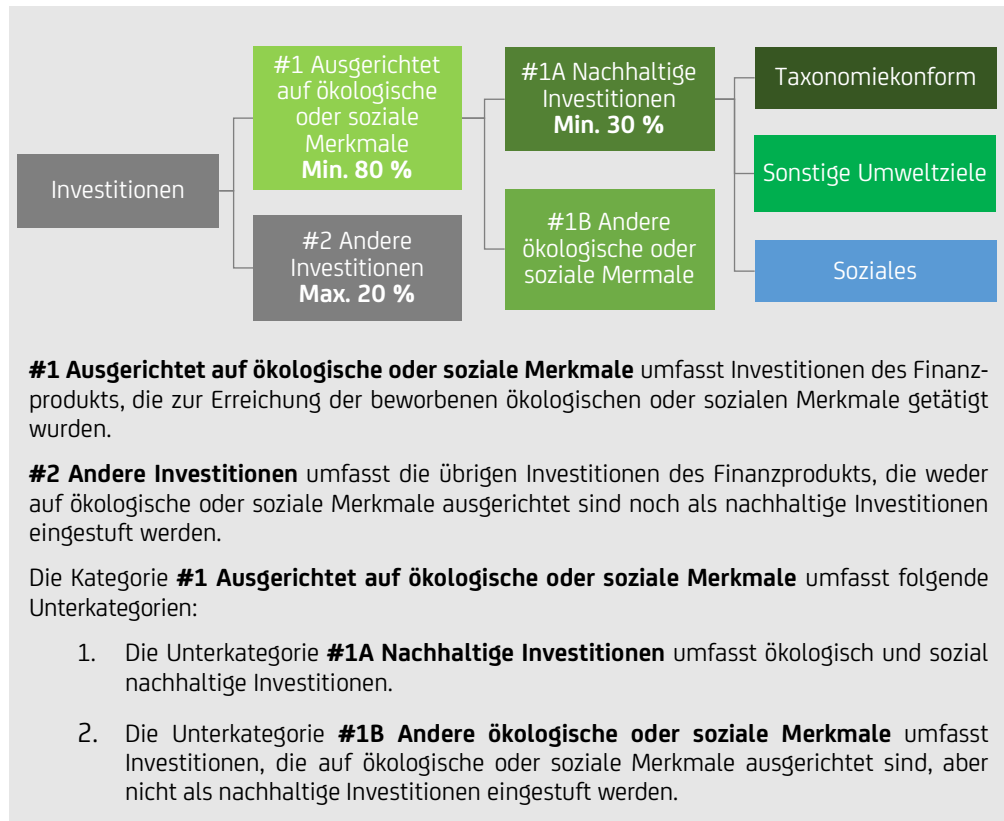 Investitionen
#1 Ausgerichtet
auf ökologische
oder soziale
Merkmale
Min. 80 %
#2 Andere
Investitionen
Max. 20 %
#1A Nachhaltige
Investitionen
Min. 30 %
#1B Andere
ökologische oder
soziale Mermale
Taxonomiekonform
Sonstige Umweltziele
Soziales
#1 Ausgerichtet auf ökologische oder soziale Merkmale umfasst Investitionen des Finanz-
produkts, die zur Erreichung der beworbenen ökologischen oder sozialen Merkmale getätigt
wurden.
#2 Andere Investitionen umfasst die übrigen Investitionen des Finanzprodukts, die weder
auf ökologische oder soziale Merkmale ausgerichtet sind noch als nachhaltige Investitionen
eingestuft werden.
Die Kategorie #1 Ausgerichtet auf ökologische oder soziale Merkmale umfasst folgende
Unterkategorien:
1. Die Unterkategorie #1A Nachhaltige Investitionen umfasst ökologisch und sozial
nachhaltige Investitionen.
2. Die Unterkategorie #1B Andere ökologische oder soziale Merkmale umfasst
Investitionen, die auf ökologische oder soziale Merkmale ausgerichtet sind, aber
nicht als nachhaltige Investitionen eingestuft werden.